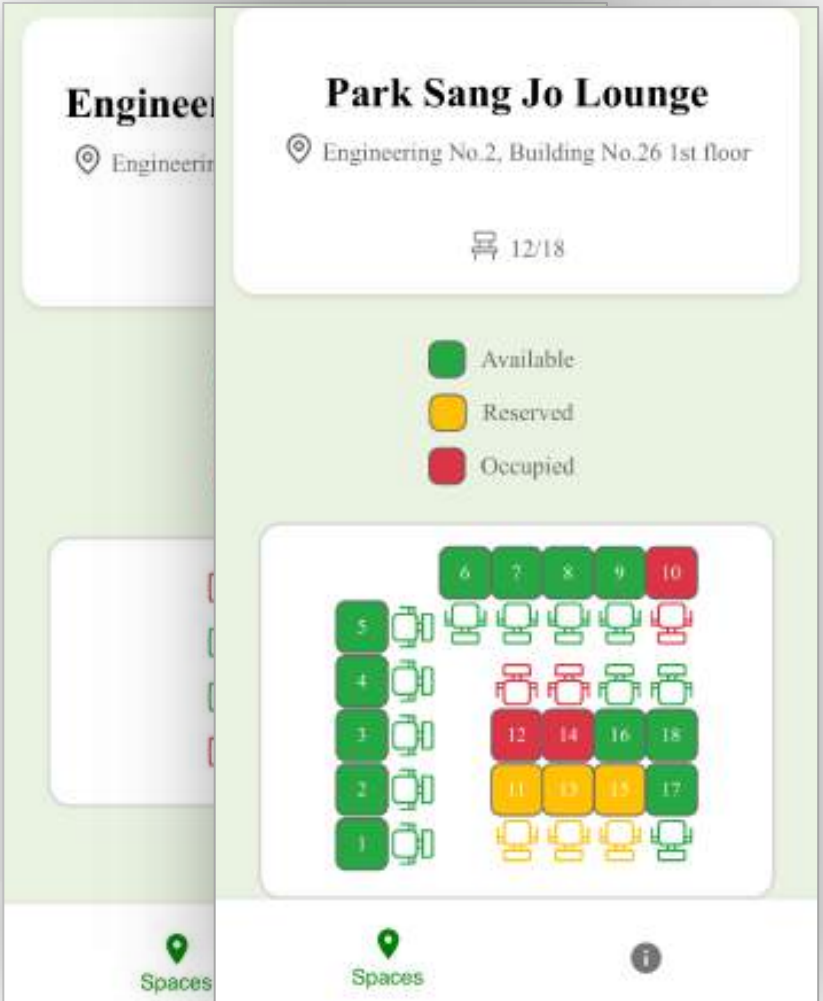 Engineer
Engineerin
Park Sang Jo Lounge
Engineering No.2, Building No.26 1st floor
12/18
Available
Reserved
Occupied
6 7 8 9 10
5
4
3
2
1
12 14 16 18
11 13 15 17
Spaces
Spaces